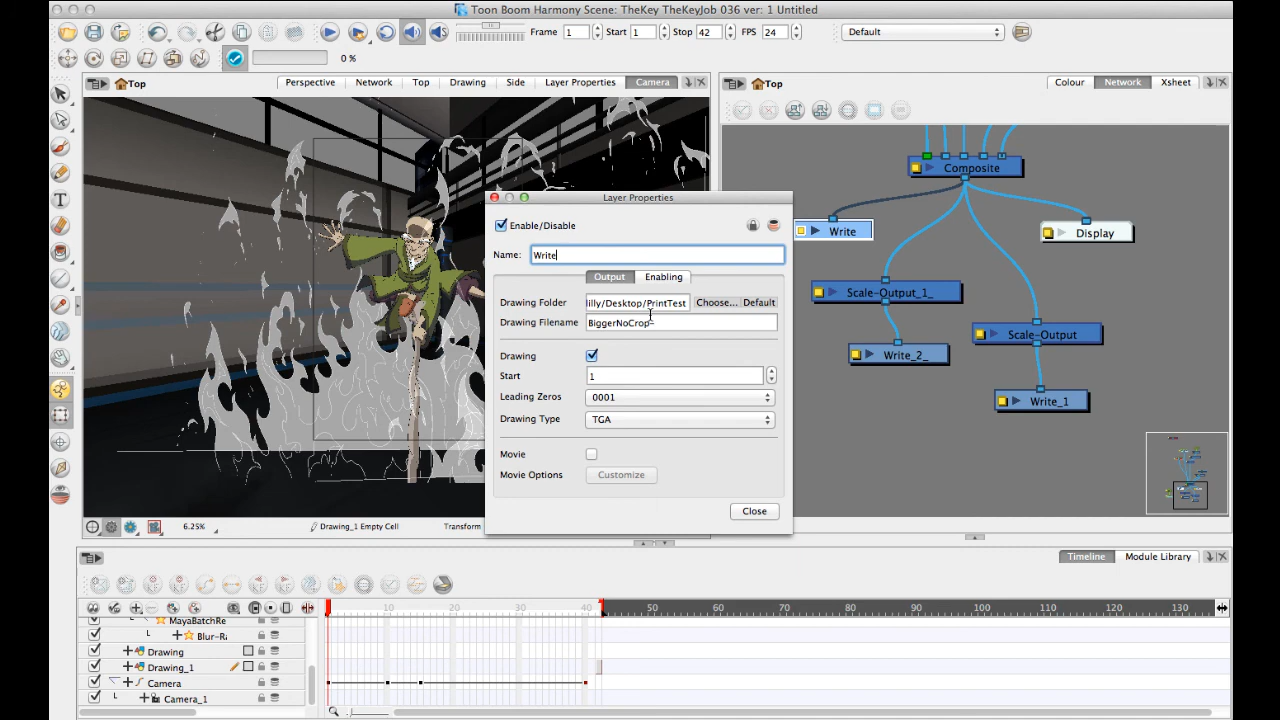 Toon Boom Harmony Scene: TheKey TheKeyJob 036 ver: 1 Untitled
Frame 1 Start 1 Stop 42 FPS 24 Default
0 %
Top Perspective Network Top Drawing Side Layer Properties Camera
Top Colour Network Xsheet
Composite
Write
Display
Scale-Output_1_
Scale-Output
Write_2_
Write_1
Layer Properties
Enable/Disable
Name: Write
Output Enabling
Drawing Folder illy/Desktop/PrintTest Choose... Default
Drawing Filename BiggerNoCrop-
Drawing
Start 1
Leading Zeros 0001
Drawing Type TGA
Movie
Movie Options Customize
Close
6.25% Drawing_1 Empty Cell Transform
Timeline Module Library
10 20 30 40 50 60 70 80 90 100 110 120 130
MayaBatchRe
Blur-Ra
Drawing
Drawing_1
Camera
Camera_1